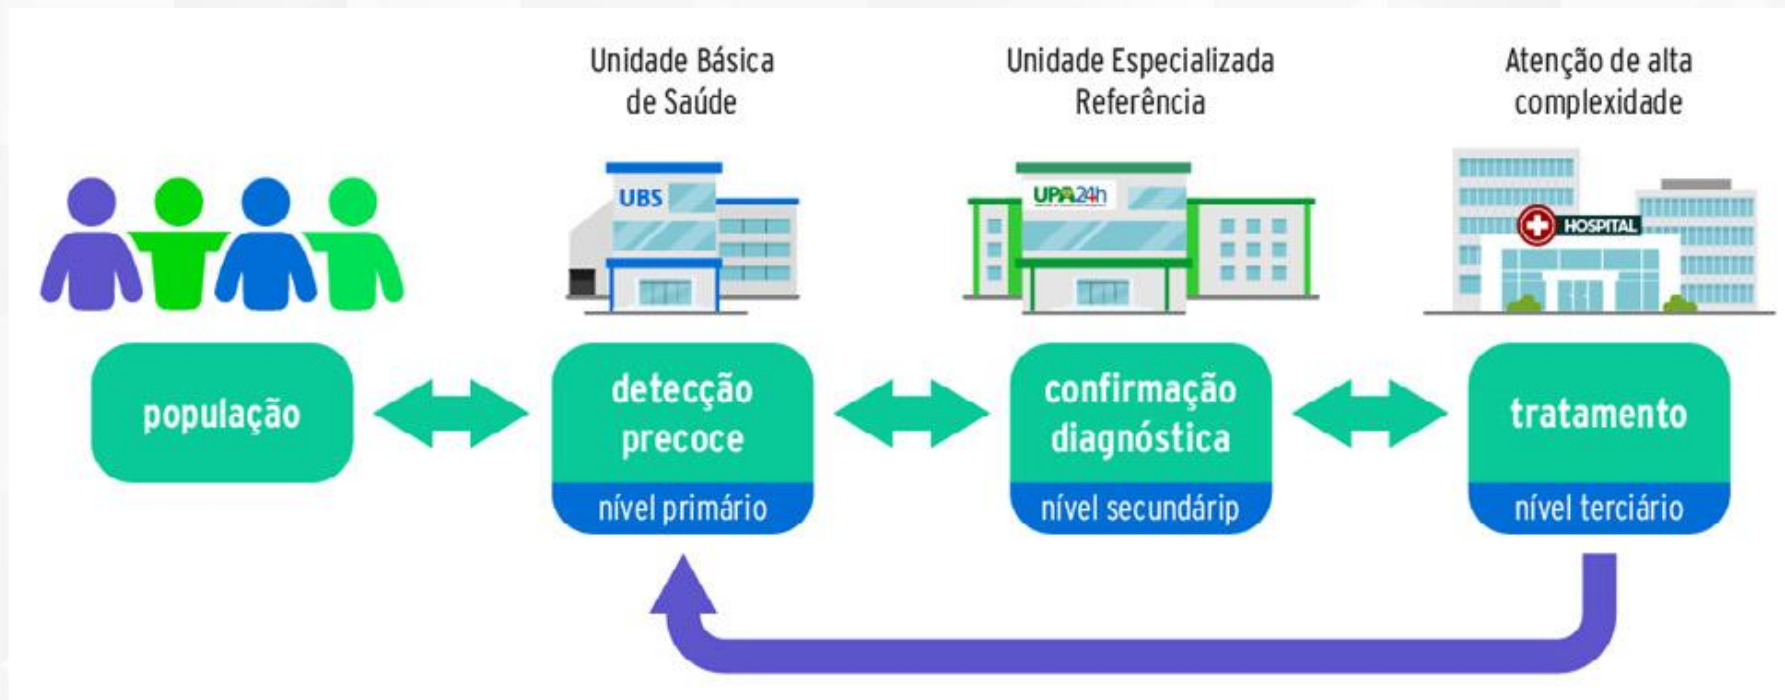 Unidade Básica
de Saúde
Unidade Especializada
Referência
Atenção de alta
complexidade
UBS
UPA24h
HOSPITAL
população
detecção
precoce
nível primário
confirmação
diagnóstica
nível secundárip
tratamento
nível terciário